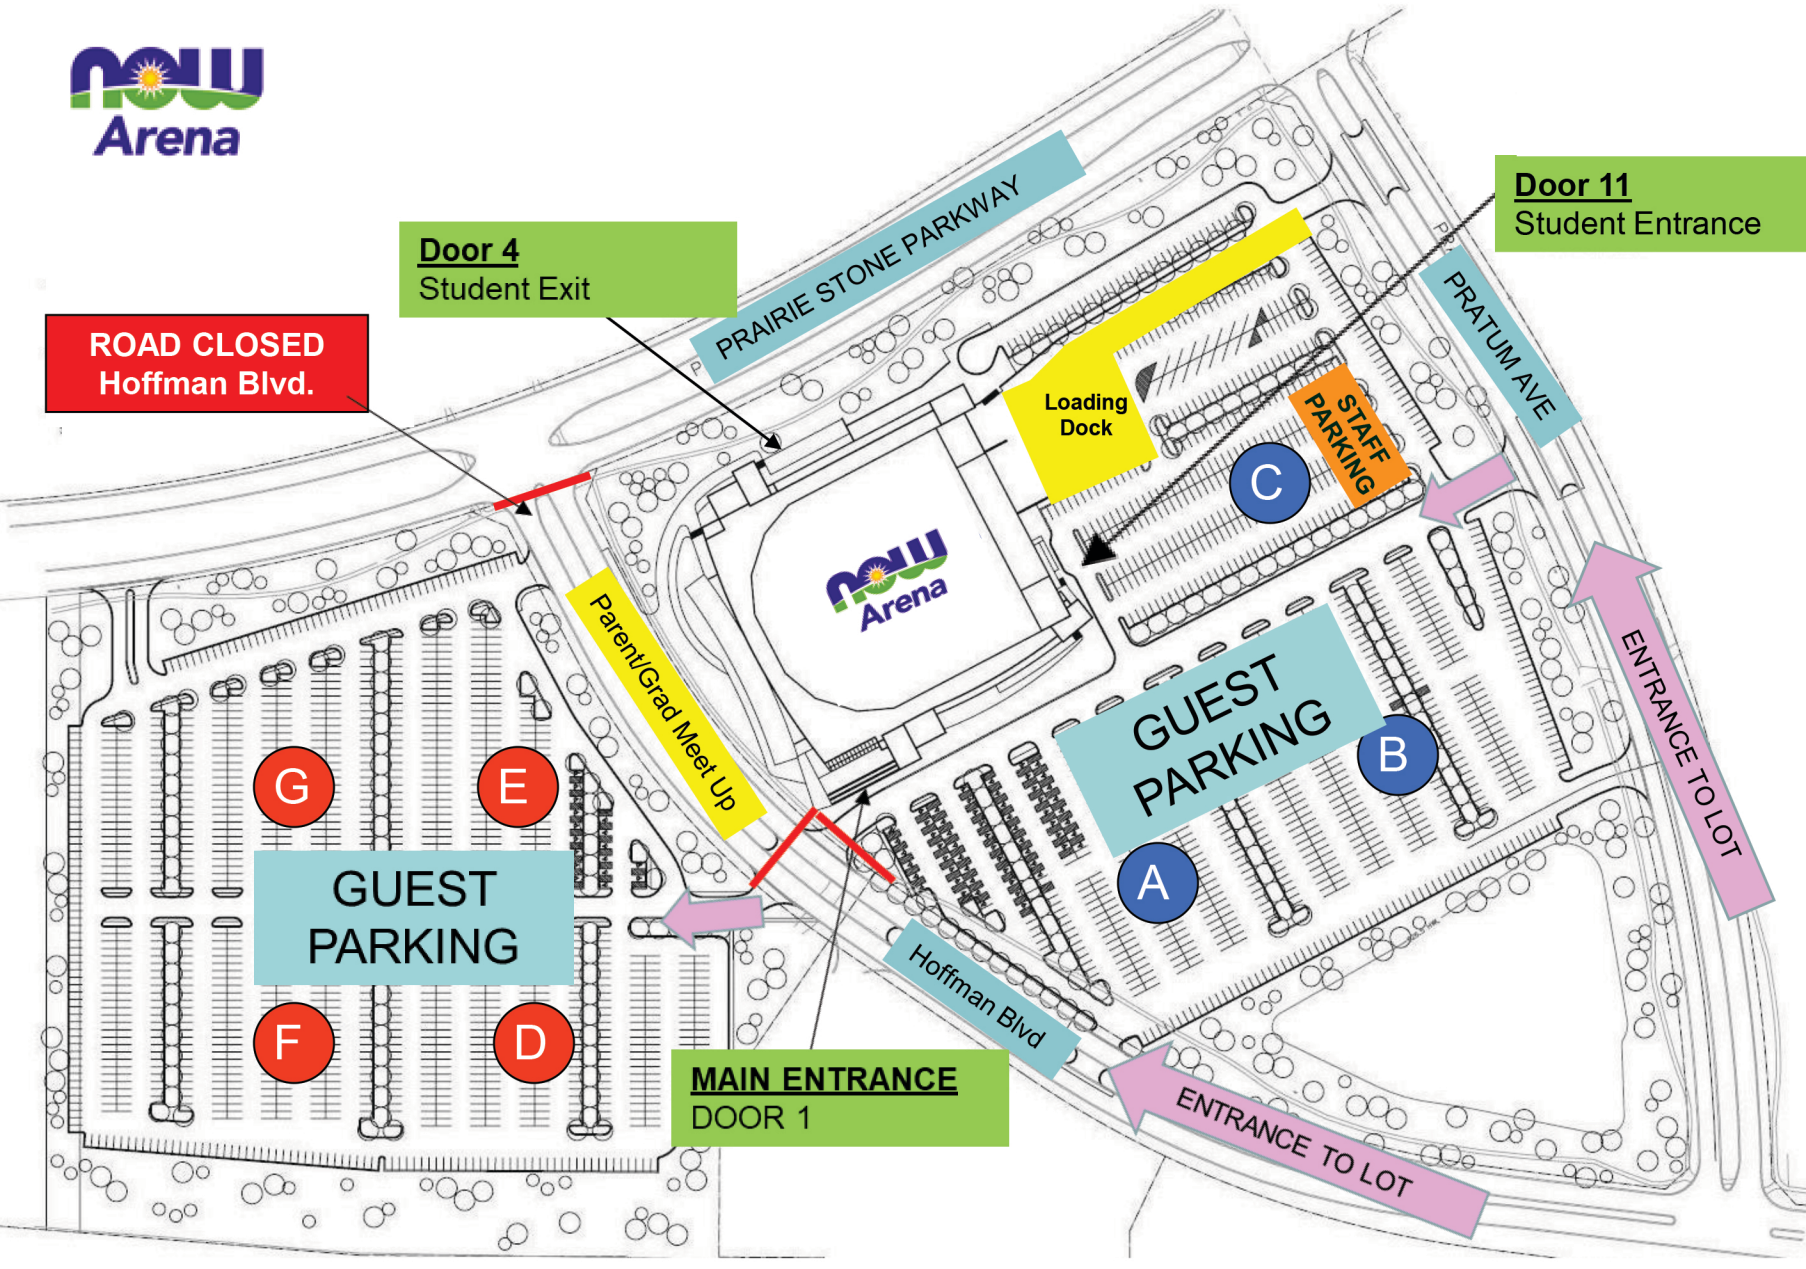 now
Arena
Door 4
Student Exit
ROAD CLOSED
Hoffman Blvd.
PRAIRIE STONE PARKWAY
Door 11
Student Entrance
PRATUM AVE
Loading
Dock
STAFF
PARKING
C
now
Arena
Parent/Grad Meet Up
GUEST
PARKING
B
A
ENTRANCE TO LOT
G
E
GUEST
PARKING
F
D
Hoffman Blvd
MAIN ENTRANCE
DOOR 1
ENTRANCE TO LOT